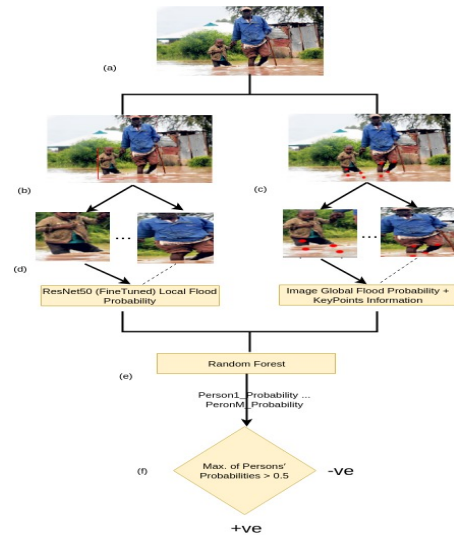 (a)
(b)
(c)
...
...
(d)
ResNet50 (FineTuned) Local Flood
Probability
Image Global Flood Probability +
KeyPoints Information
Random Forest
(e)
Person1_Probability ...
PeronM_Probability
(f)
Max. of Persons'
Probabilities > 0.5
-ve
+ve